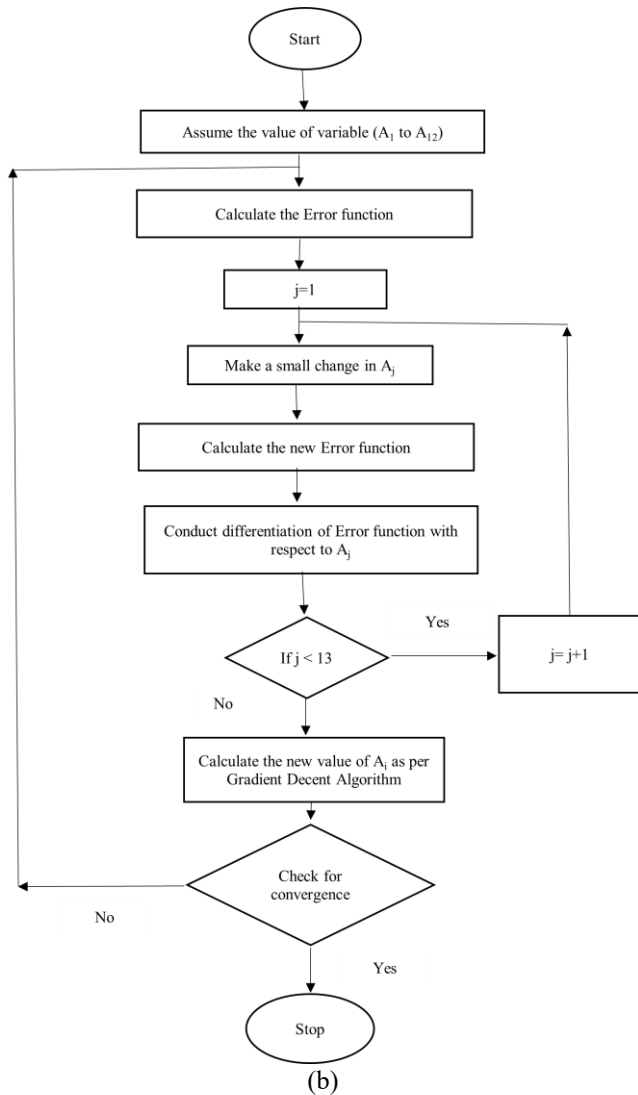 Start
Assume the value of variable (A₁ to A₁₂)
Calculate the Error function
j=1
Make a small change in Aⱼ
Calculate the new Error function
Conduct differentiation of Error function with
respect to Aⱼ
If j < 13
Yes
j= j+1
No
Calculate the new value of Aᵢ as per
Gradient Decent Algorithm
Check for
convergence
No
Yes
Stop
(b)